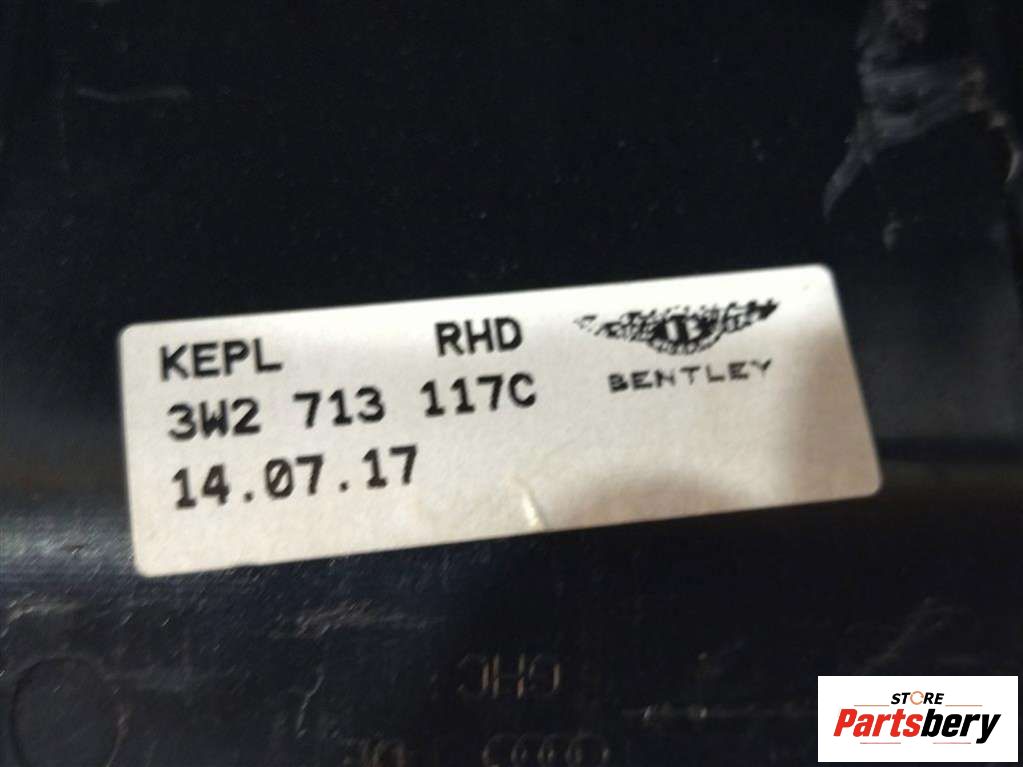 KEPL RHD
3W2 713 117C
14.07.17
BENTLEY
STORE
Partsbery